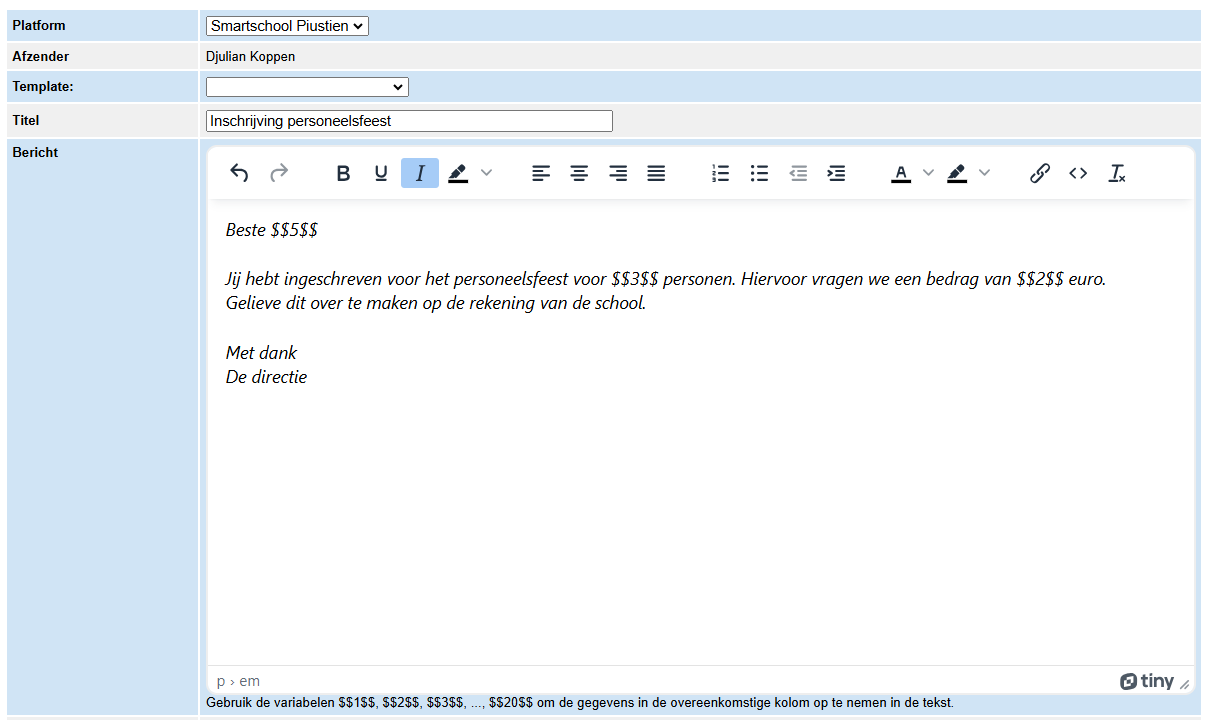 Platform
Smartschool Piustien
Afzender
Djulian Koppen
Template:
Titel
Inschrijving personeelsfeest
Bericht
B U I A
Beste $$5$$
Jij hebt ingeschreven voor het personeelsfeest voor $$3$$ personen. Hiervoor vragen we een bedrag van $$2$$ euro.
Gelieve dit over te maken op de rekening van de school.
Met dank
De directie
p › em
tiny
Gebruik de variabelen $$1$$, $$2$$, $$3$$, ..., $$20$$ om de gegevens in de overeenkomstige kolom op te nemen in de tekst.